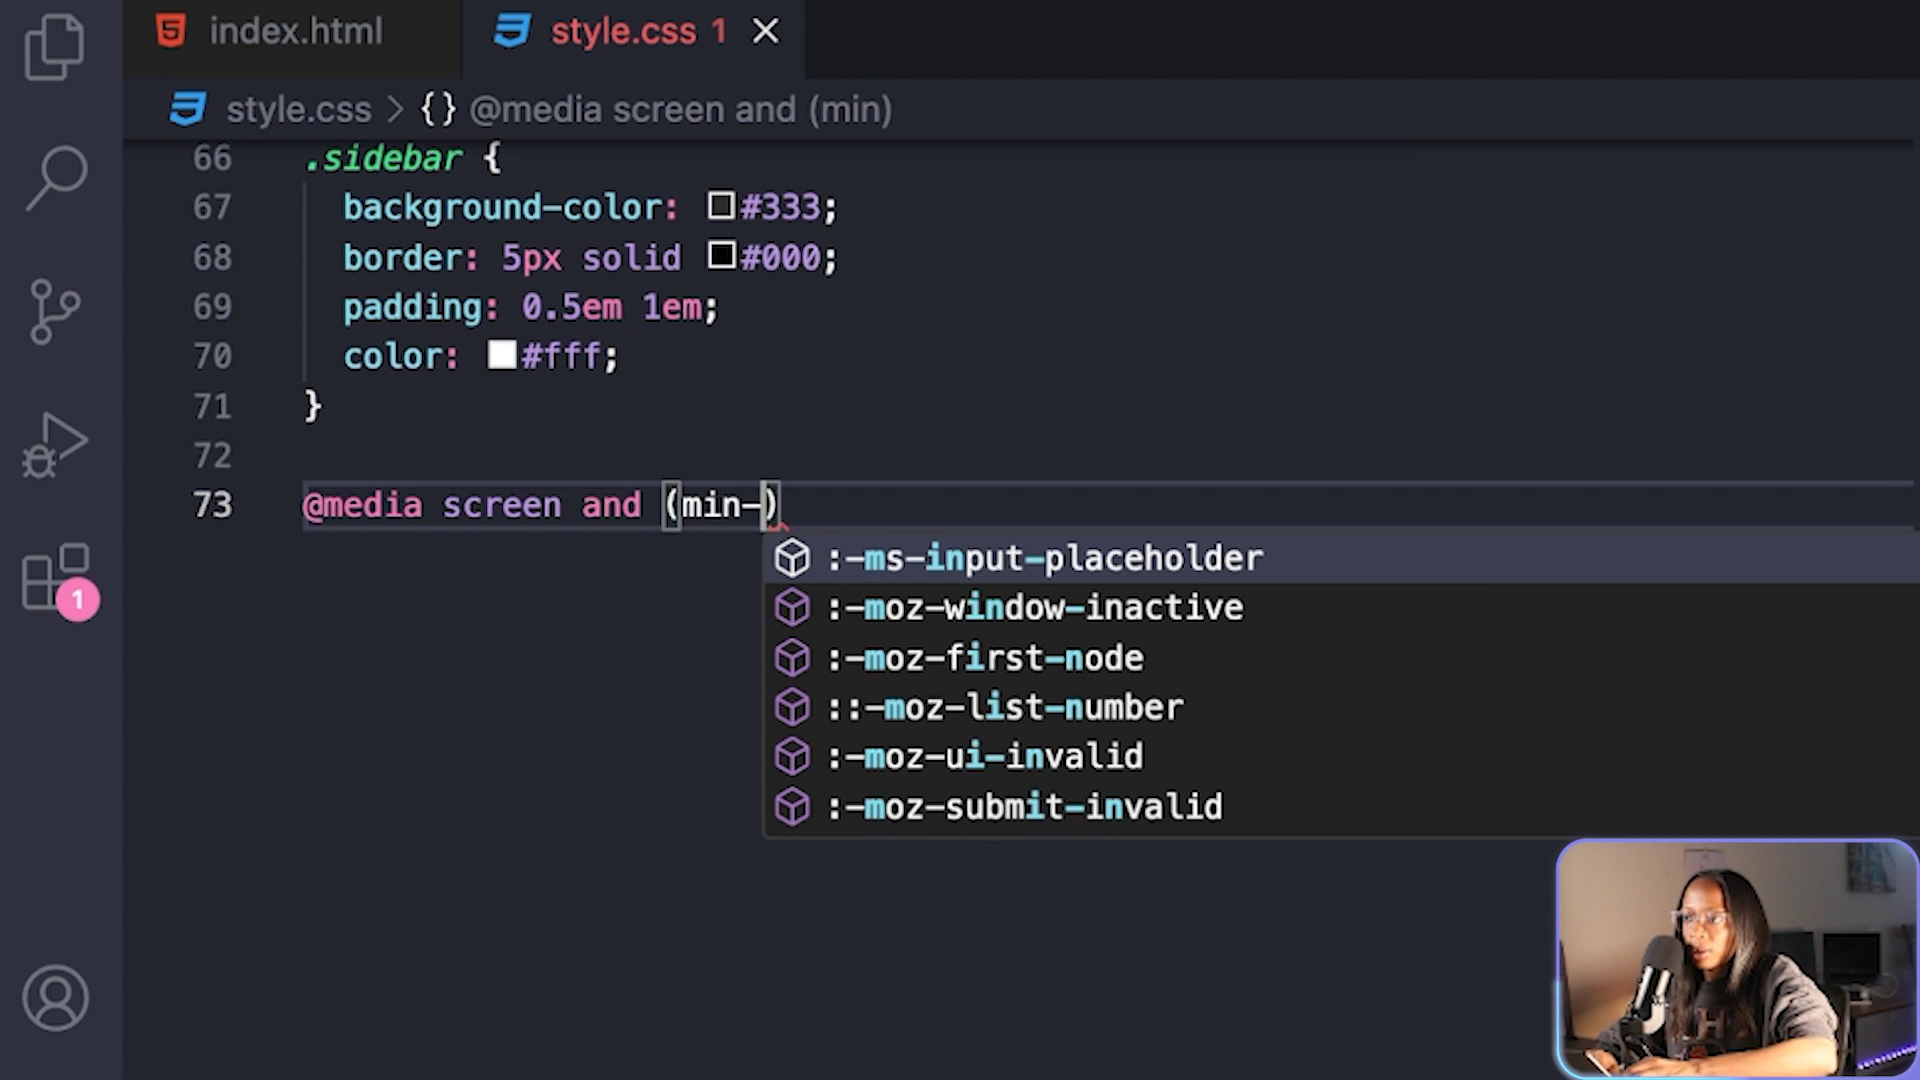 index.html
style.css 1
style.css > {} @media screen and (min)
66 .sidebar {
67 background-color: #333;
68 border: 5px solid #000;
69 padding: 0.5em 1em;
70 color: #fff;
71 }
72
73 @media screen and (min-)
:-ms-input-placeholder
:-moz-window-inactive
:-moz-first-node
::-moz-list-number
:-moz-ui-invalid
:-moz-submit-invalid
1